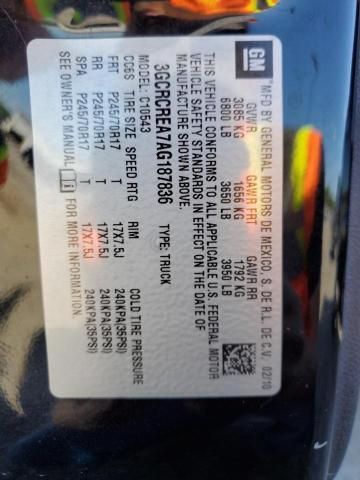 GM
MFD BY GENERAL MOTORS DE MEXICO, S. DE R.L. DE C.V. 02/10
GVWR GAWR FRT GAWR RR
3085 KG 1656 KG 1792 KG
6800 LB 3650 LB 3950 LB
THIS VEHICLE CONFORMS TO ALL APPLICABLE U.S. FEDERAL MOTOR
VEHICLE SAFETY STANDARDS IN EFFECT ON THE DATE OF
MANUFACTURE SHOWN ABOVE.
3GCRCREA7AG187836 TYPE: TRUCK
MODEL: C10543
CC6S TIRE SIZE SPEED RTG RIM COLD TIRE PRESSURE
FRT P245/70R17 T 17X7.5J 240KPA(35PSI)
RR P245/70R17 T 17X7.5J 240KPA(35PSI)
SPA P245/70R17 T 17X7.5J 240KPA(35PSI)
SEE OWNER'S MANUAL i FOR MORE INFORMATION.